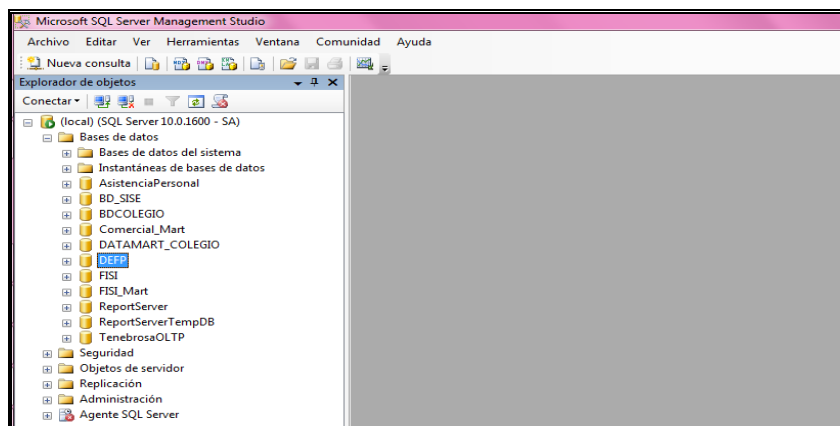 Microsoft SQL Server Management Studio
Archivo Editar Ver Herramientas Ventana Comunidad Ayuda
Nueva consulta
Explorador de objetos
Conectar
(local) (SQL Server 10.0.1600 - SA)
Bases de datos
Bases de datos del sistema
Instantáneas de bases de datos
AsistenciaPersonal
BD_SISE
BDCOLEGIO
Comercial_Mart
DATAMART_COLEGIO
DEFP
FISI
FISI_Mart
ReportServer
ReportServerTempDB
TenebrosaOLTP
Seguridad
Objetos de servidor
Replicación
Administración
Agente SQL Server